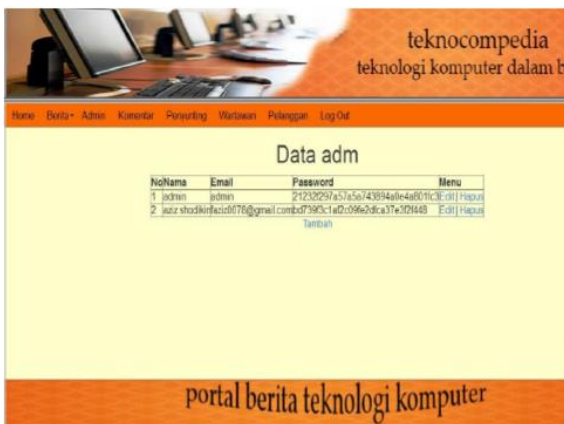 teknocompedia
teknologi komputer dalam b
Home Berita Admin Komentar Penyunting Wartawan Pelanggan Log Out
Data adm
No Nama Email Password Menu
1 admin admin 21232f297a57a5a743894a0e4a801fc3 Edit | Hapus
2 aziz shodikin Edit | Hapus
Tambah
portal berita teknologi komputer